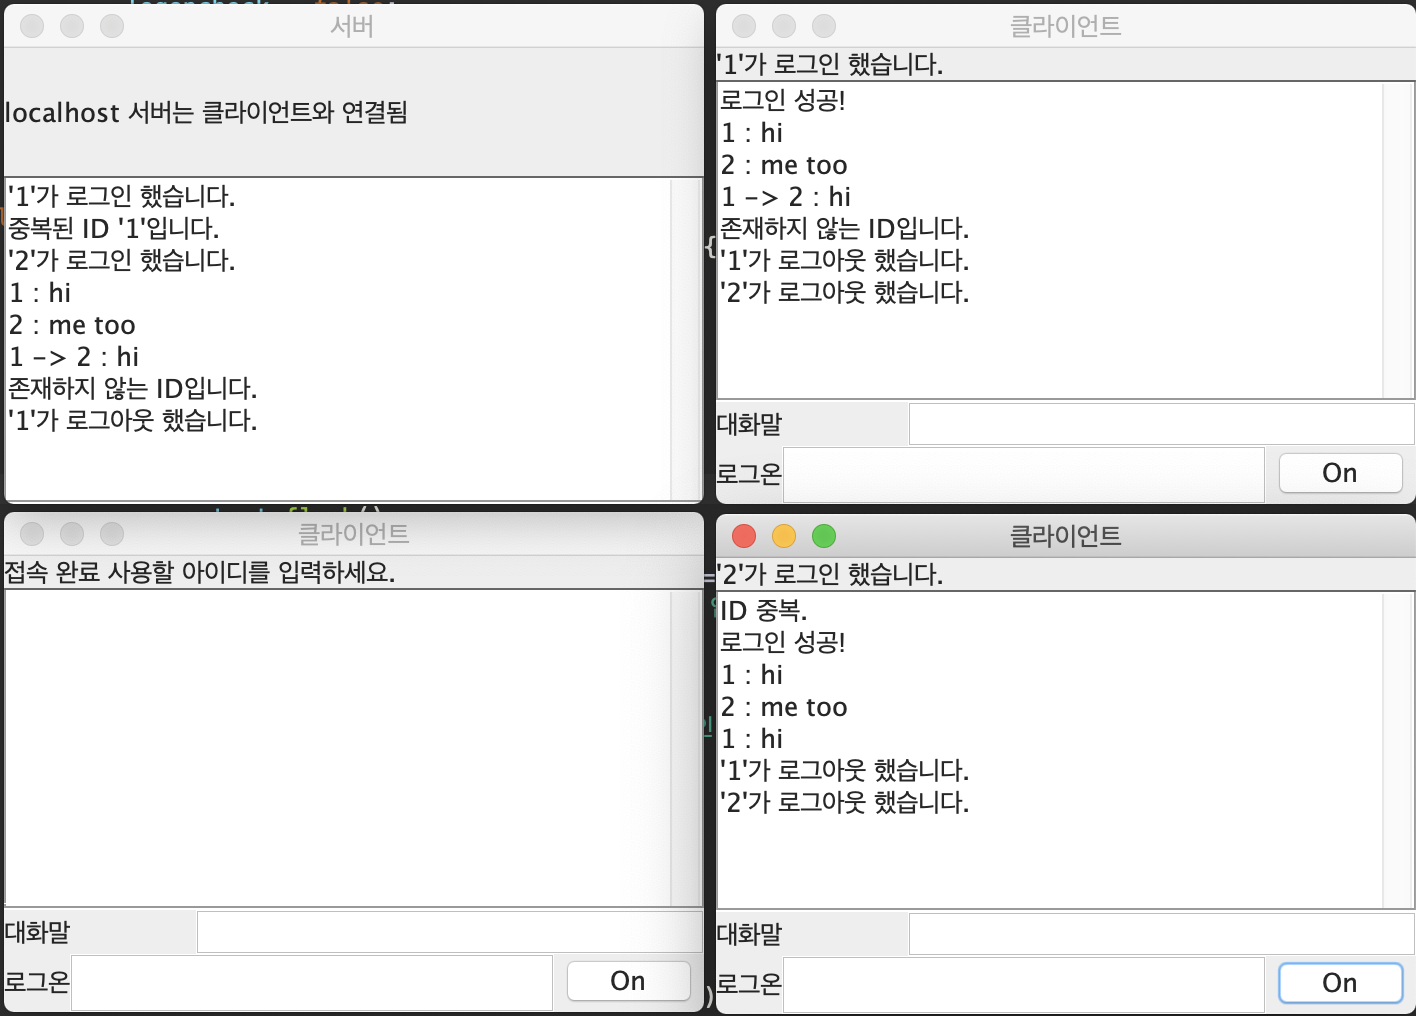 서버
localhost 서버는 클라이언트와 연결됨
'1'가 로그인 했습니다.
중복된 ID '1'입니다.
'2'가 로그인 했습니다.
1 : hi
2 : me too
1 -> 2 : hi
존재하지 않는 ID입니다.
'1'가 로그아웃 했습니다.
클라이언트
'1'가 로그인 했습니다.
로그인 성공!
1 : hi
2 : me too
1 -> 2 : hi
존재하지 않는 ID입니다.
'1'가 로그아웃 했습니다.
'2'가 로그아웃 했습니다.
대화말
로그온 On
클라이언트
접속 완료 사용할 아이디를 입력하세요.
대화말
로그온 On
클라이언트
'2'가 로그인 했습니다.
ID 중복.
로그인 성공!
1 : hi
2 : me too
1 : hi
'1'가 로그아웃 했습니다.
'2'가 로그아웃 했습니다.
대화말
로그온 On